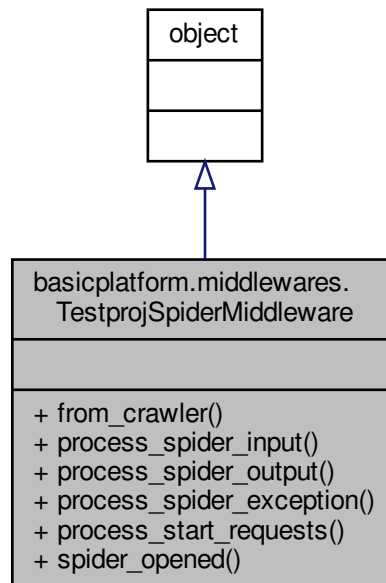 object
basicplatform.middlewares.
TestprojSpiderMiddleware
+ from_crawler()
+ process_spider_input()
+ process_spider_output()
+ process_spider_exception()
+ process_start_requests()
+ spider_opened()